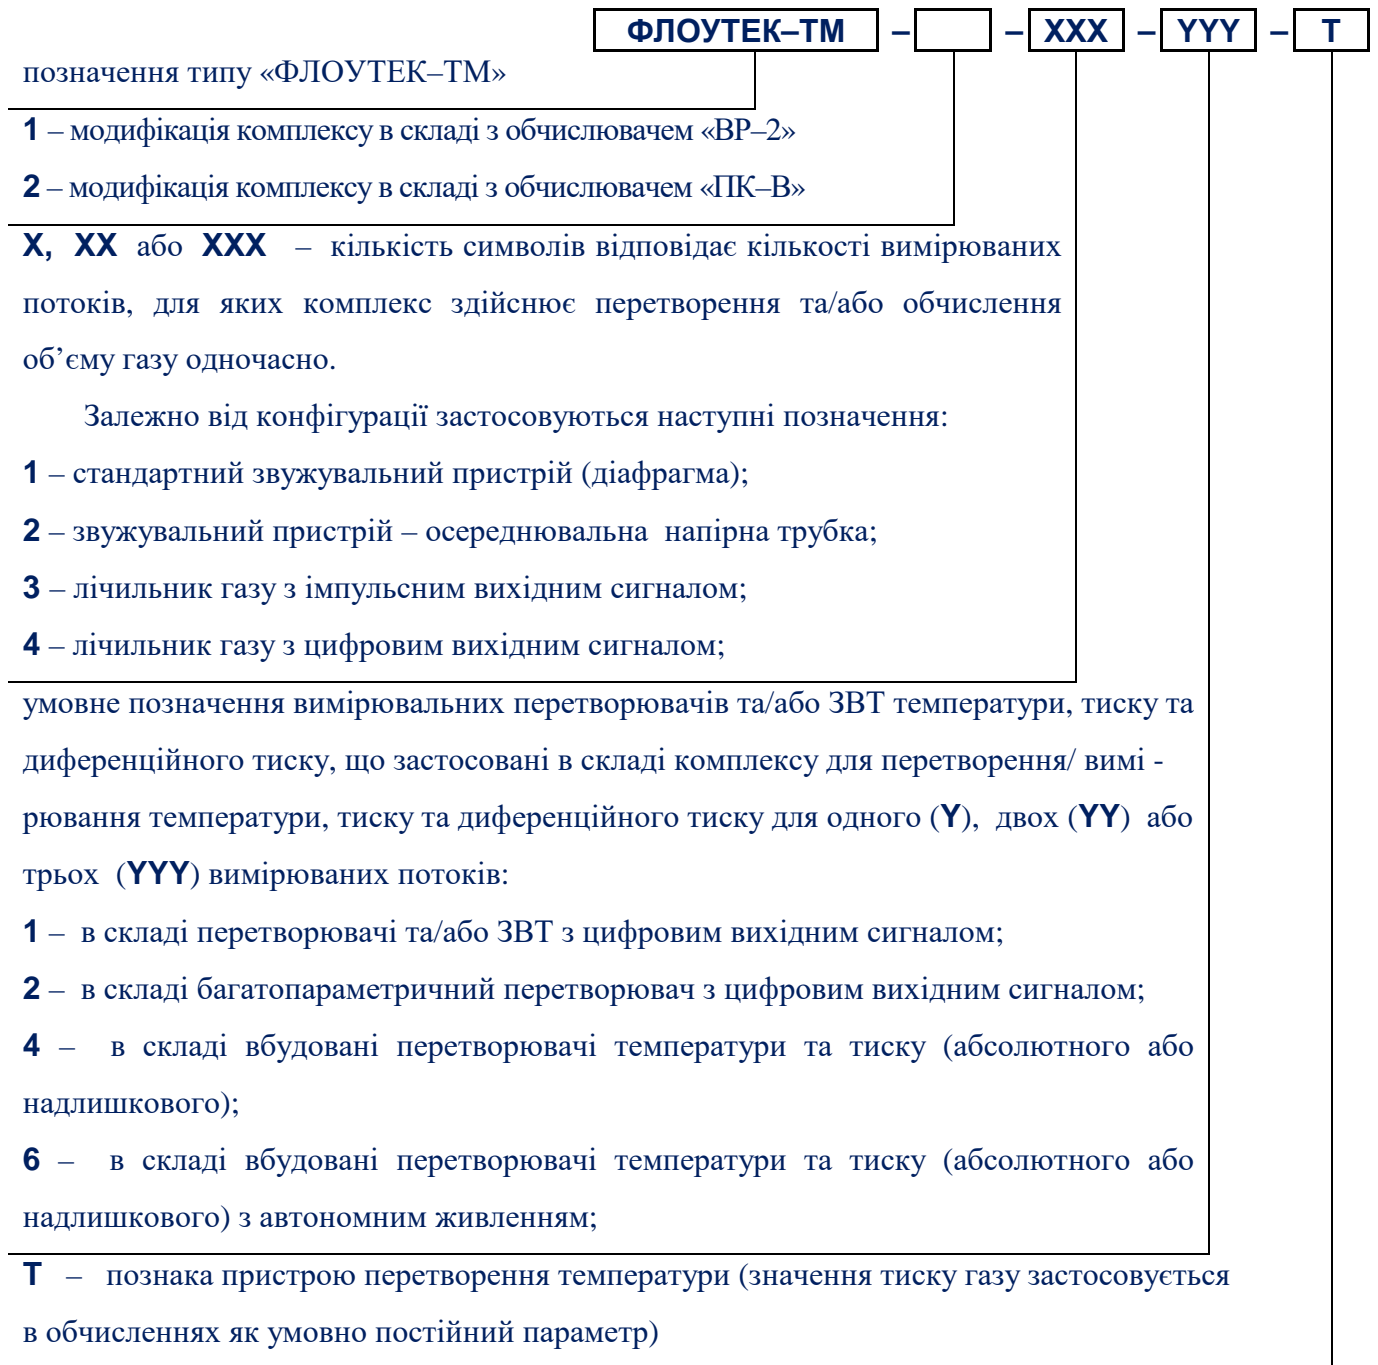 ФЛОУТЕК–ТМ – – XXX – YYY – Т
позначення типу «ФЛОУТЕК–ТМ»
1 – модифікація комплексу в складі з обчислювачем «ВР–2»
2 – модифікація комплексу в складі з обчислювачем «ПК–В»
X, XX або XXX – кількість символів відповідає кількості вимірюваних
потоків, для яких комплекс здійснює перетворення та/або обчислення
об’єму газу одночасно.
Залежно від конфігурації застосовуються наступні позначення:
1 – стандартний звужувальний пристрій (діафрагма);
2 – звужувальний пристрій – осереднювальна напірна трубка;
3 – лічильник газу з імпульсним вихідним сигналом;
4 – лічильник газу з цифровим вихідним сигналом;
умовне позначення вимірювальних перетворювачів та/або ЗВТ температури, тиску та
диференційного тиску, що застосовані в складі комплексу для перетворення/ вимі -
рювання температури, тиску та диференційного тиску для одного (Y), двох (YY) або
трьох (YYY) вимірюваних потоків:
1 – в складі перетворювачі та/або ЗВТ з цифровим вихідним сигналом;
2 – в складі багатопараметричний перетворювач з цифровим вихідним сигналом;
4 – в складі вбудовані перетворювачі температури та тиску (абсолютного або
надлишкового);
6 – в складі вбудовані перетворювачі температури та тиску (абсолютного або
надлишкового) з автономним живленням;
Т – познака пристрою перетворення температури (значення тиску газу застосовується
в обчисленнях як умовно постійний параметр)